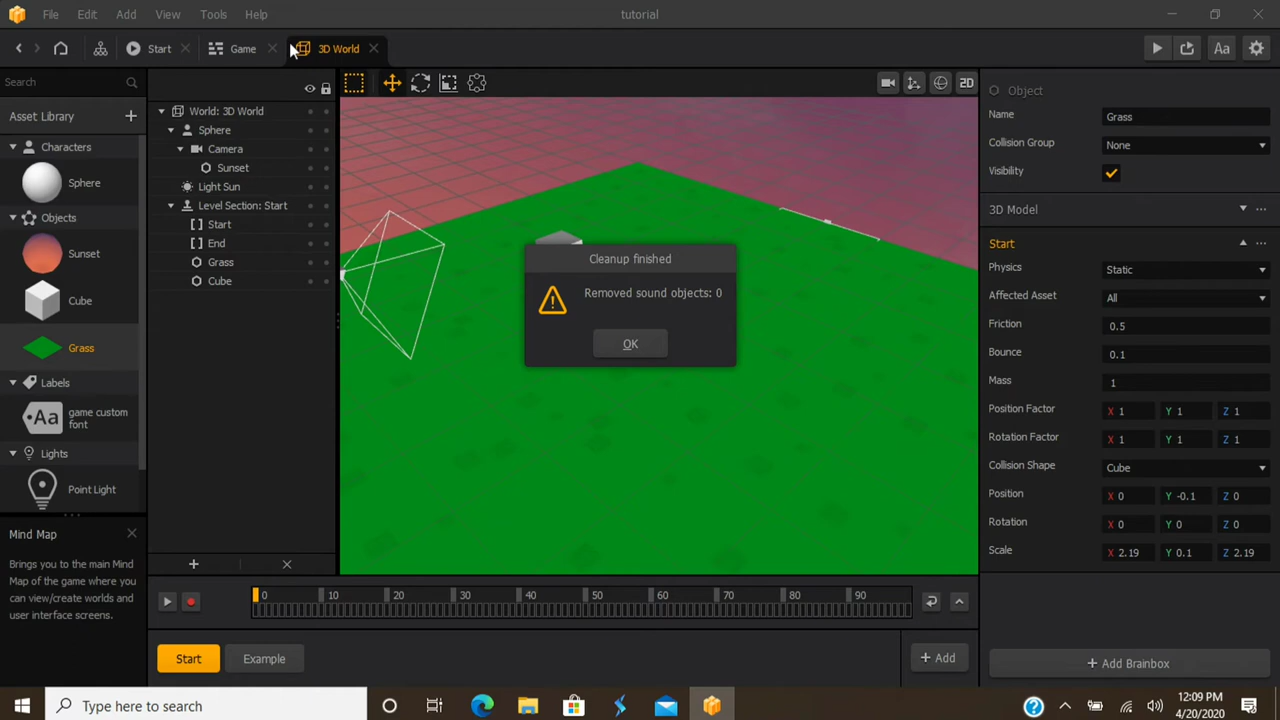 File Edit Add View Tools Help
tutorial
Start
Game
3D World
Aa
Search
Asset Library
Characters
Sphere
Objects
Sunset
Cube
Grass
Labels
Aa
game custom
font
Lights
Point Light
Mind Map
Brings you to the main Mind
Map of the game where you
can view/create worlds and
user interface screens.
World: 3D World
Sphere
Camera
Sunset
Light Sun
Level Section: Start
Start
End
Grass
Cube
2D
Cleanup finished
Removed sound objects: 0
OK
0 10 20 30 40 50 60 70 80 90
Start
Example
+ Add
Object
Name Grass
Collision Group None
Visibility
3D Model
Start
Physics Static
Affected Asset All
Friction 0.5
Bounce 0.1
Mass 1
Position Factor X 1 Y 1 Z 1
Rotation Factor X 1 Y 1 Z 1
Collision Shape Cube
Position X 0 Y -0.1 Z 0
Rotation X 0 Y 0 Z 0
Scale X 2.19 Y 0.1 Z 2.19
+ Add Brainbox
Type here to search
12:09 PM
4/20/2020